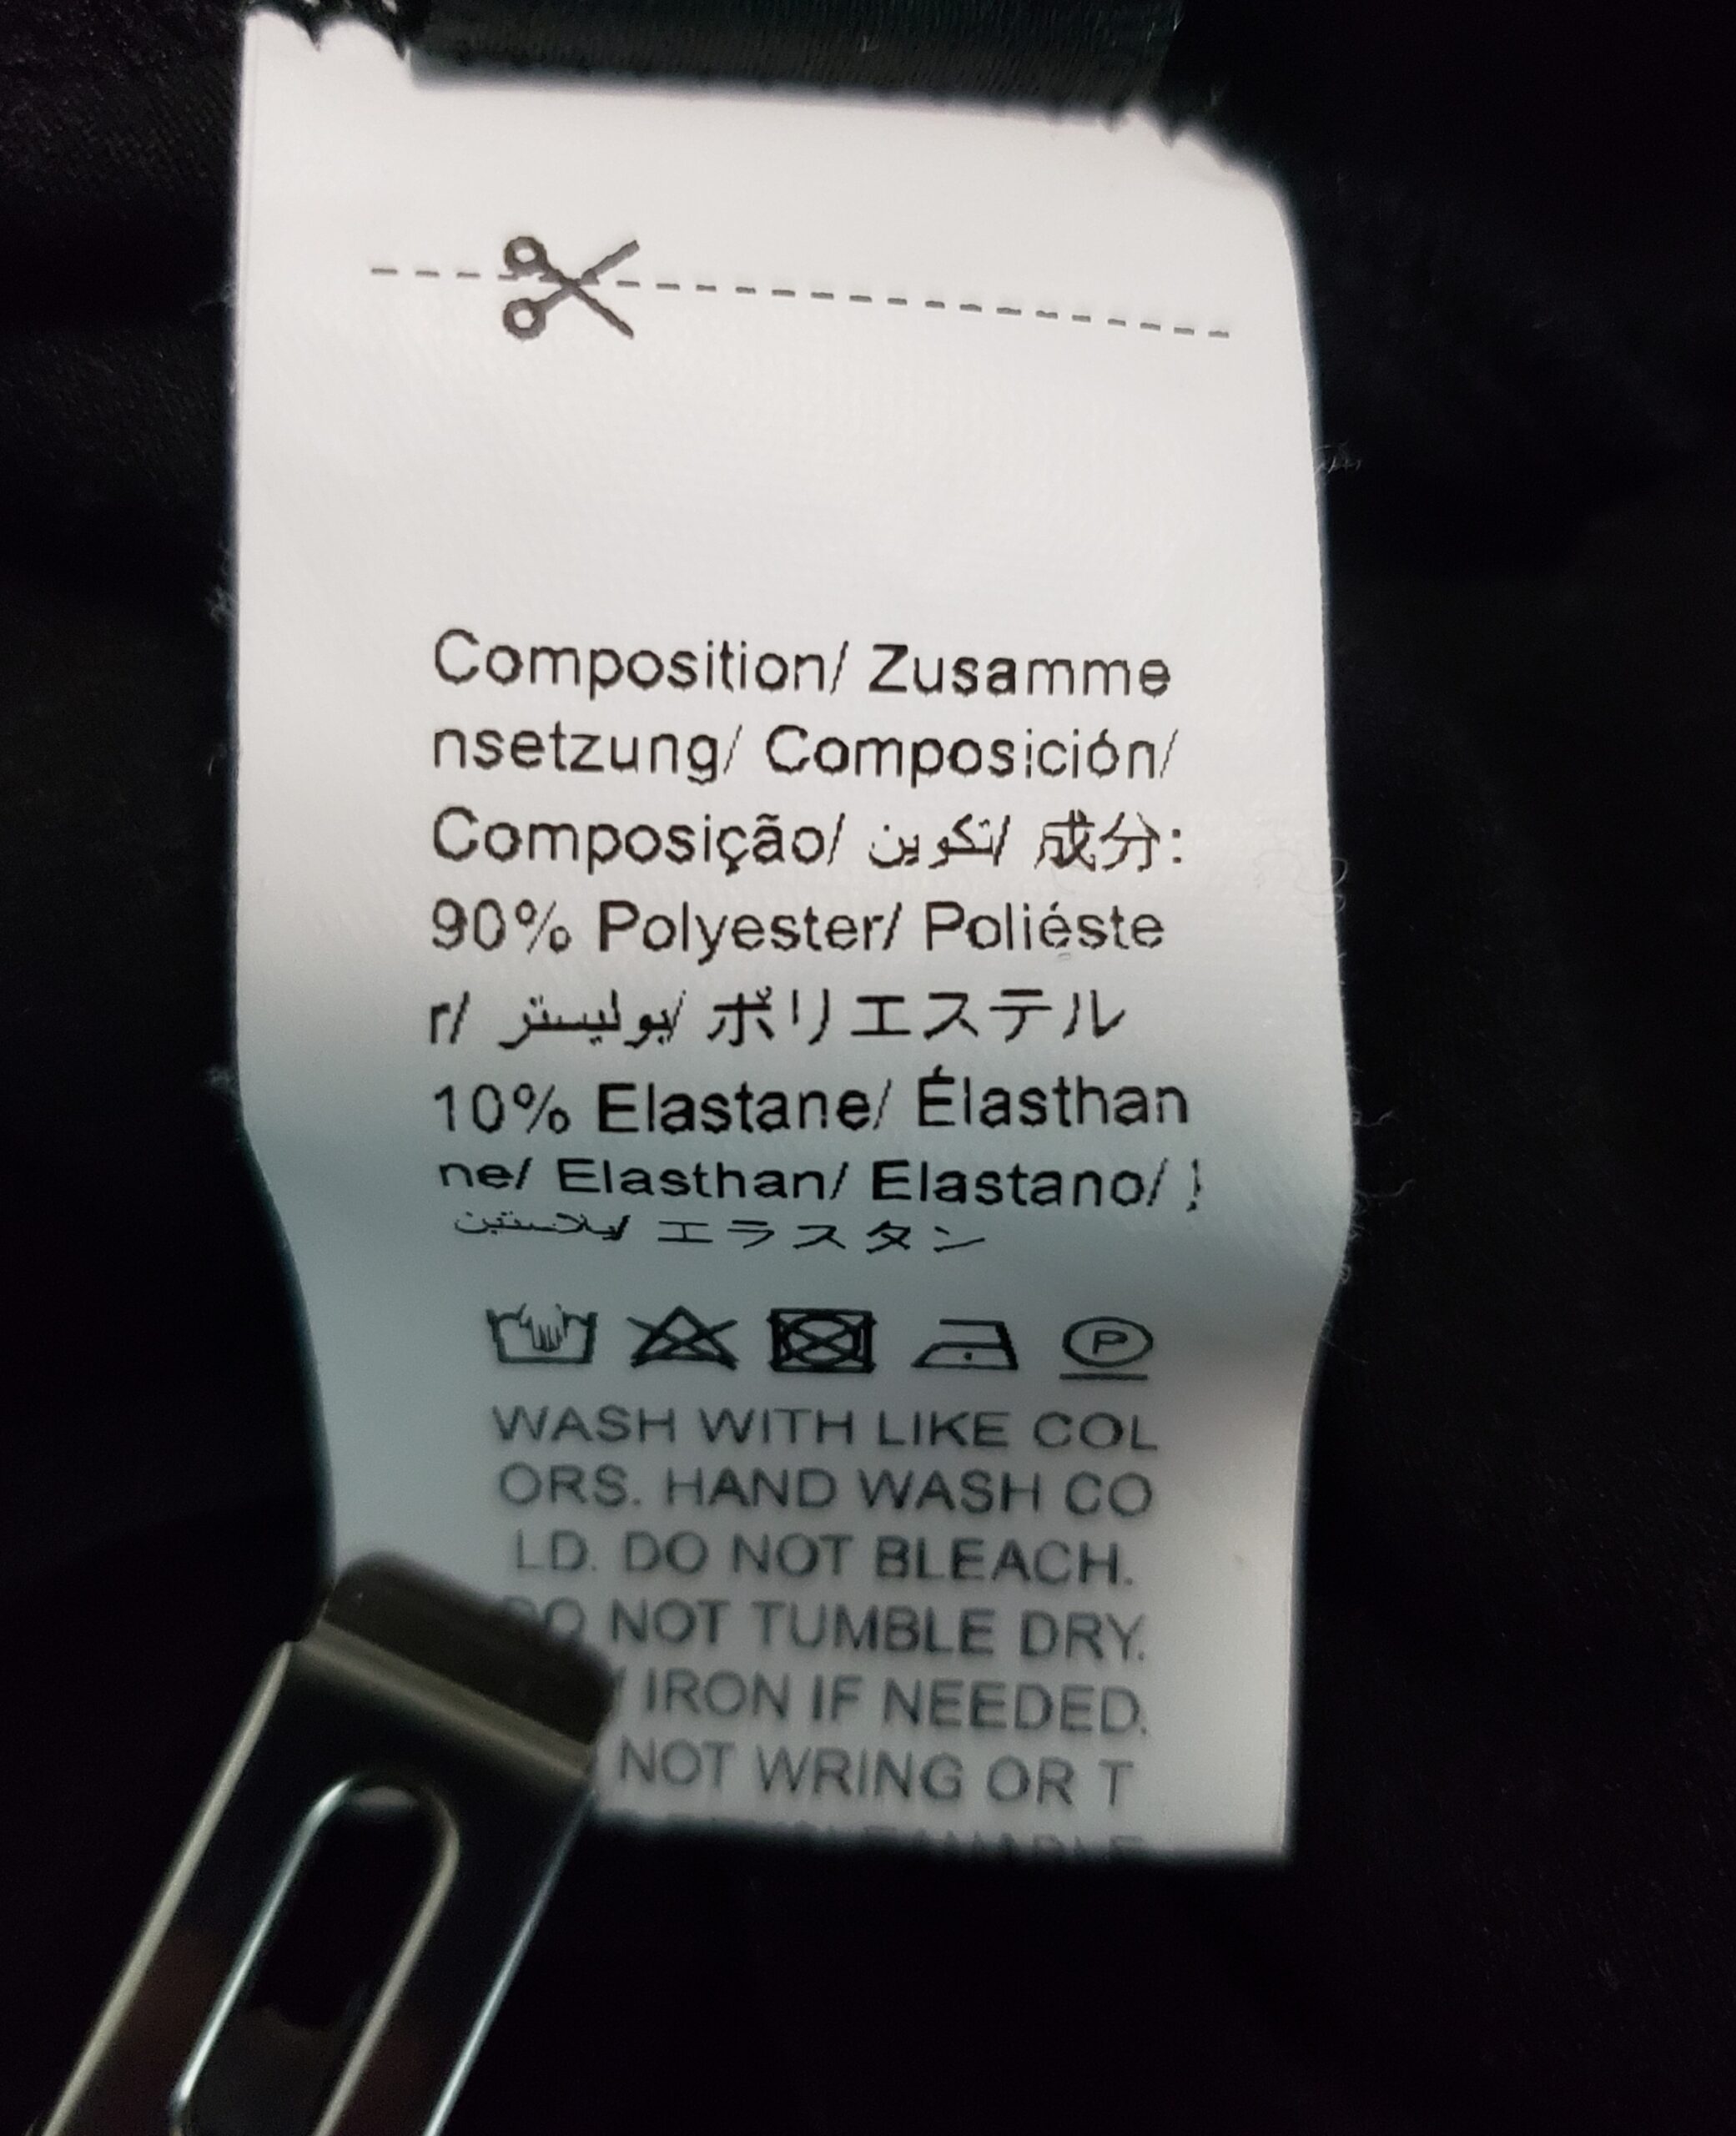 Composition/ Zusamme
nsetzung/ Composición/
Composição/ تكوين/ 成分:
90% Polyester/ Poliéste
r/ بوليستر/ ポリエステル
10% Elastane/ Élasthan
ne/ Elasthan/ Elastano/ إ
يلاستين/ エラスタン
P
WASH WITH LIKE COL
ORS. HAND WASH CO
LD. DO NOT BLEACH.
DO NOT TUMBLE DRY.
IRON IF NEEDED.
NOT WRING OR T